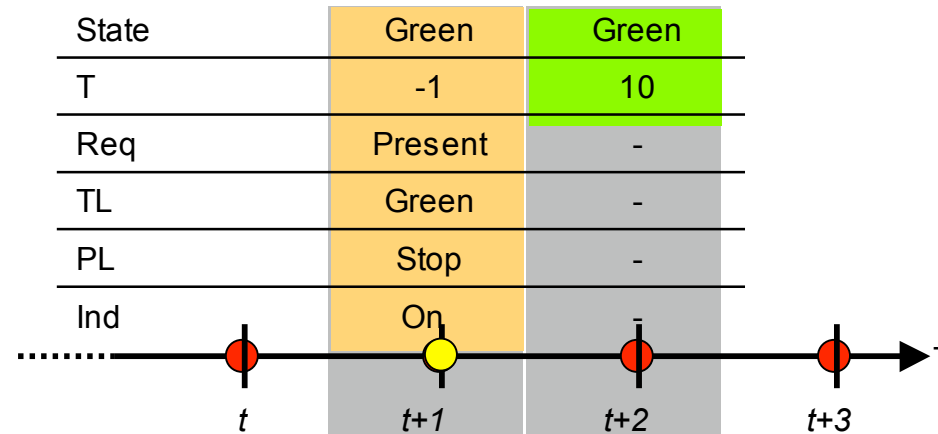 State Green Green
T -1 10
Req Present -
TL Green -
PL Stop -
Ind On -
t t+1 t+2 t+3